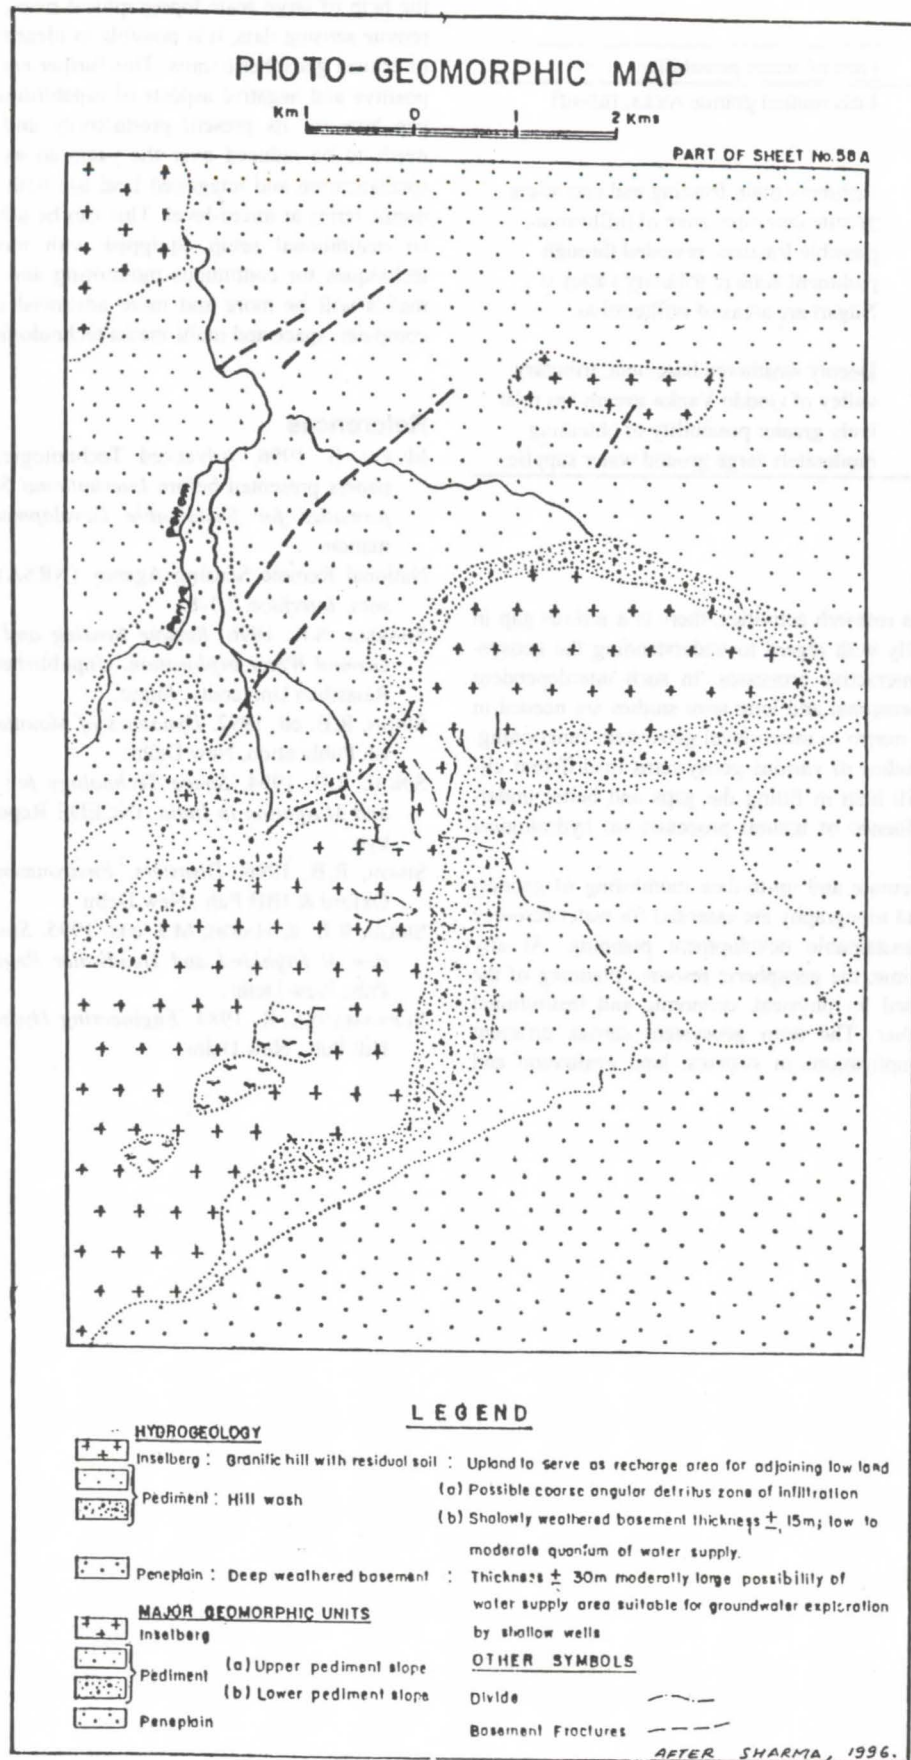 PHOTO-GEOMORPHIC MAP
Km 1 0 1 2 Kms
PART OF SHEET No. 58 A
LEGEND
HYDROGEOLOGY
Inselberg : Granitic hill with residual soil : Upland to serve as recharge area for adjoining low land
Pediment : Hill wash
(a) Possible coarse angular detritus zone of infiltration
(b) Shalowly weathered basement thickness ± 15m; low to
moderate quantum of water supply.
Peneplain : Deep weathered basement : Thickness ± 30m moderatly large possibility of
water supply area suitable for groundwater exploration
by shallow wells
MAJOR GEOMORPHIC UNITS
Inselberg
Pediment (a) Upper pediment slope
(b) Lower pediment slope
Peneplain
OTHER SYMBOLS
Divide
Basement Fractures
AFTER SHARMA, 1996.